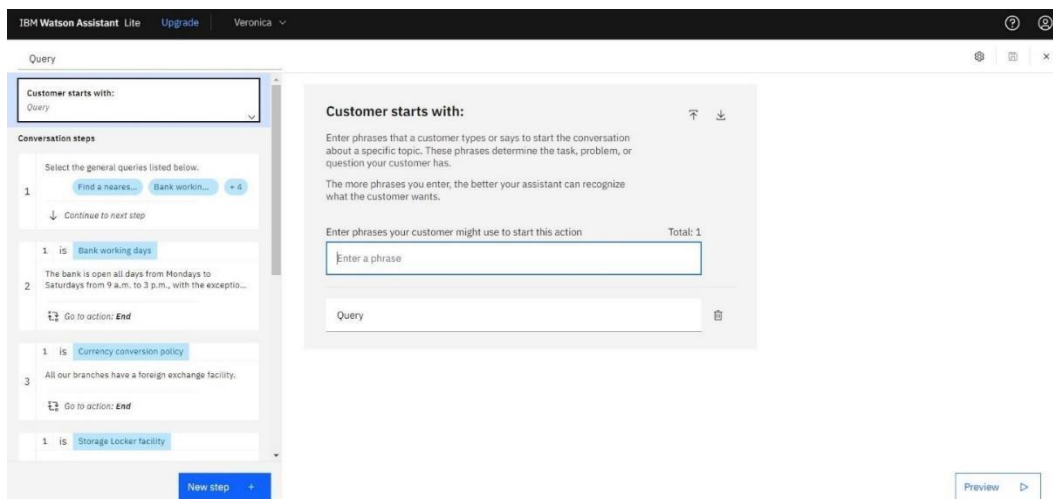 IBM Watson Assistant Lite Upgrade Veronica
Query
Customer starts with:
Query
Conversation steps
1
Select the general queries listed below.
Find a neares... Bank workin... + 4
Continue to next step
2
1 is Bank working days
The bank is open all days from Mondays to
Saturdays from 9 a.m. to 3 p.m., with the exceptio...
Go to action: End
3
1 is Currency conversion policy
All our branches have a foreign exchange facility.
Go to action: End
1 is Storage Locker facility
New step +
Customer starts with:
Enter phrases that a customer types or says to start the conversation
about a specific topic. These phrases determine the task, problem, or
question your customer has.
The more phrases you enter, the better your assistant can recognize
what the customer wants.
Enter phrases your customer might use to start this action Total: 1
Enter a phrase
Query
Preview